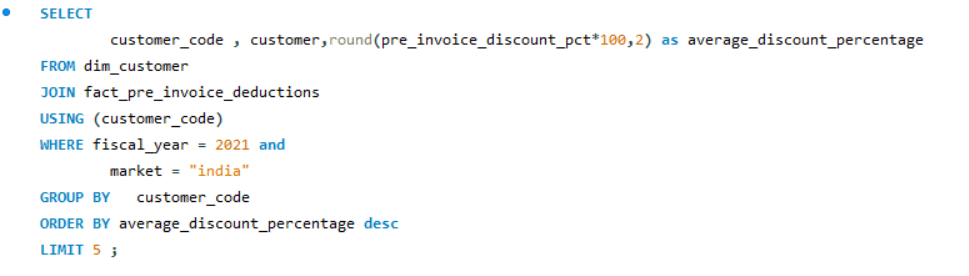 SELECT
customer_code , customer,round(pre_invoice_discount_pct*100,2) as average_discount_percentage
FROM dim_customer
JOIN fact_pre_invoice_deductions
USING (customer_code)
WHERE fiscal_year = 2021 and
market = "india"
GROUP BY customer_code
ORDER BY average_discount_percentage desc
LIMIT 5 ;